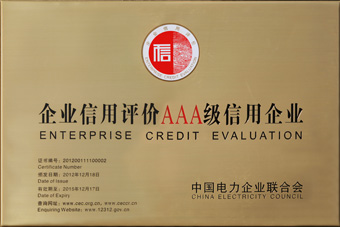 企业信用评价AAA级信用企业
ENTERPRISE CREDIT EVALUATION
证书编号：201200111100002
Certificate Number
颁发日期：2012年12月18日
Date of Issue
有效日期：2015年12月17日
Date of Expiry
查询网址：www.cec.org.cn、www.ceccr.cn
Enquiring Website：www.12312.gov.cn
中国电力企业联合会
CHINA ELECTRICITY COUNCIL